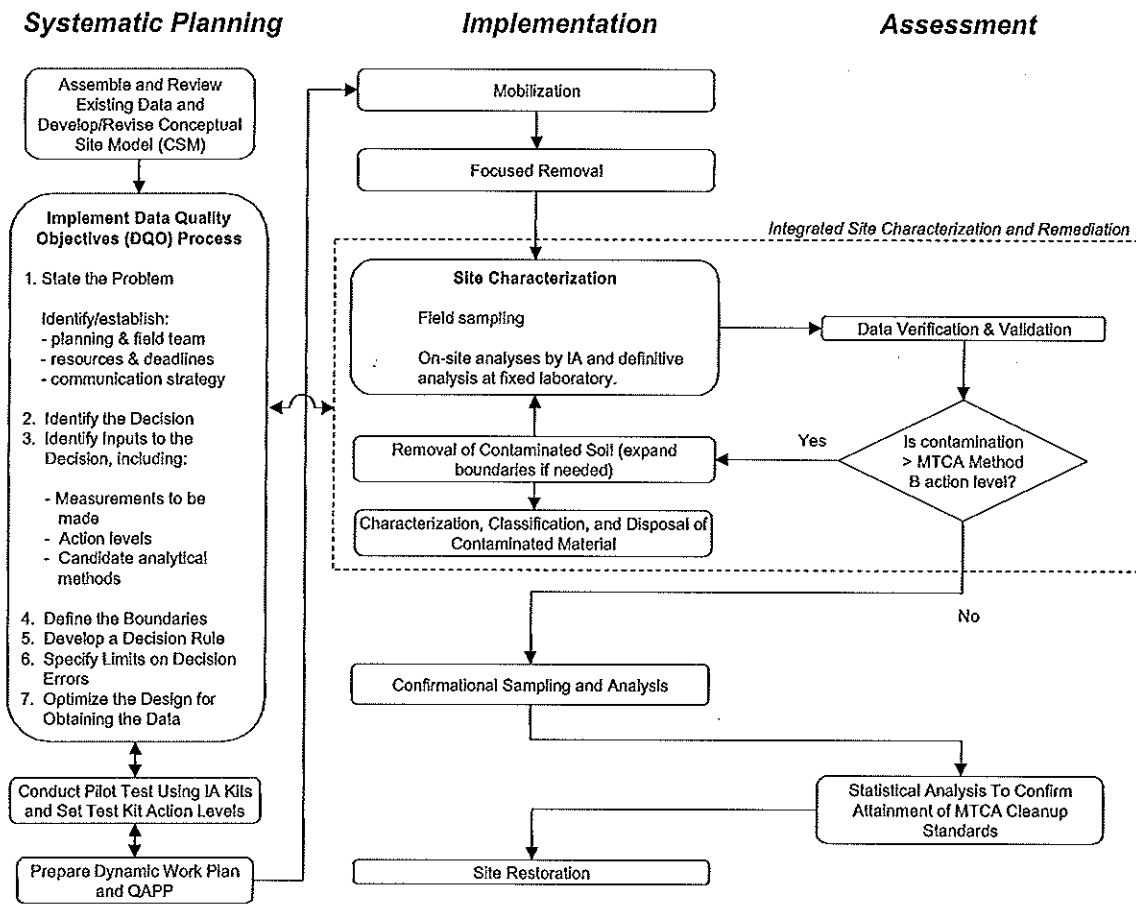 Systematic Planning
Implementation
Assessment
Assemble and Review
Existing Data and
Develop/Revise Conceptual
Site Model (CSM)
Implement Data Quality
Objectives (DQO) Process
1. State the Problem
Identify/establish:
- planning & field team
- resources & deadlines
- communication strategy
2. Identify the Decision
3. Identify Inputs to the
Decision, including:
- Measurements to be
made
- Action levels
- Candidate analytical
methods
4. Define the Boundaries
5. Develop a Decision Rule
6. Specify Limits on Decision
Errors
7. Optimize the Design for
Obtaining the Data
Conduct Pilot Test Using IA Kits
and Set Test Kit Action Levels
Prepare Dynamic Work Plan
and QAPP
Mobilization
Focused Removal
Integrated Site Characterization and Remediation
Site Characterization
Field sampling
On-site analyses by IA and definitive
analysis at fixed laboratory.
Data Verification & Validation
Is contamination
> MTCA Method
B action level?
Yes
Removal of Contaminated Soil (expand
boundaries if needed)
Characterization, Classification, and Disposal of
Contaminated Material
No
Confirmational Sampling and Analysis
Statistical Analysis To Confirm
Attainment of MTCA Cleanup
Standards
Site Restoration